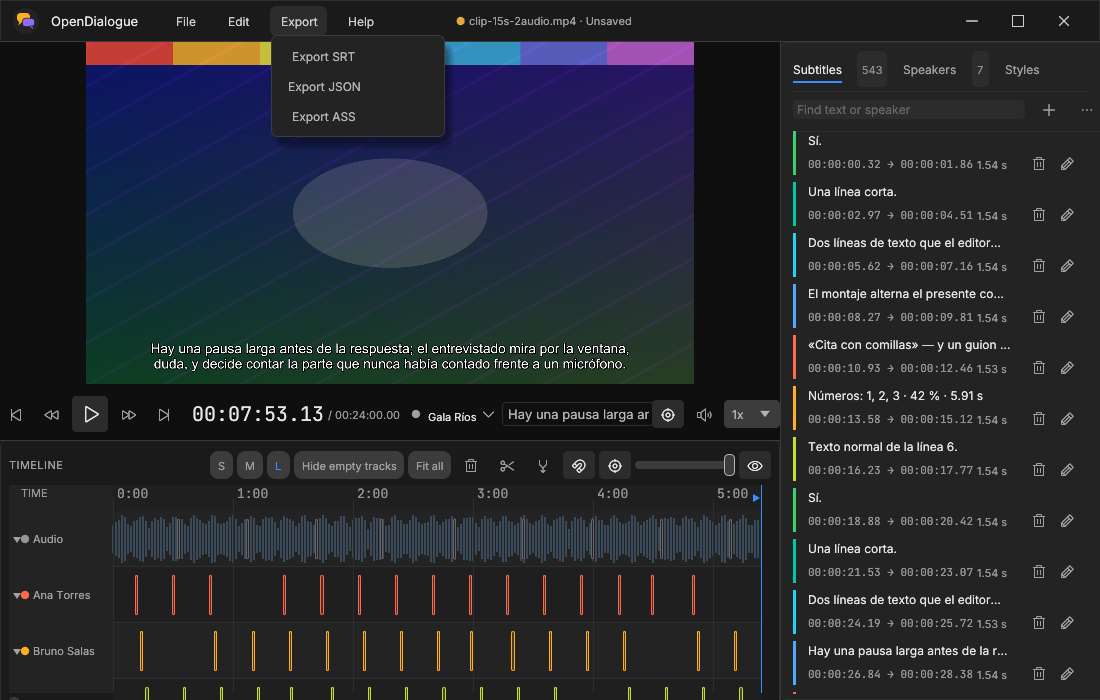 OpenDialogue File Edit Export Help clip-15s-2audio.mp4 · Unsaved
Export SRT
Export JSON
Export ASS
Hay una pausa larga antes de la respuesta; el entrevistado mira por la ventana,
duda, y decide contar la parte que nunca había contado frente a un micrófono.
00:07:53.13 / 00:24:00.00 Gala Ríos Hay una pausa larga ar 1x
TIMELINE S M L Hide empty tracks Fit all
TIME 0:00 1:00 2:00 3:00 4:00 5:00
Audio
Ana Torres
Bruno Salas
Subtitles 543 Speakers 7 Styles
Find text or speaker
Sí.
00:00:00.32 → 00:00:01.86 1.54 s
Una línea corta.
00:00:02.97 → 00:00:04.51 1.54 s
Dos líneas de texto que el editor...
00:00:05.62 → 00:00:07.16 1.54 s
El montaje alterna el presente co...
00:00:08.27 → 00:00:09.81 1.54 s
«Cita con comillas» — y un guion ...
00:00:10.93 → 00:00:12.46 1.53 s
Números: 1, 2, 3 · 42 % · 5.91 s
00:00:13.58 → 00:00:15.12 1.54 s
Texto normal de la línea 6.
00:00:16.23 → 00:00:17.77 1.54 s
Sí.
00:00:18.88 → 00:00:20.42 1.54 s
Una línea corta.
00:00:21.53 → 00:00:23.07 1.54 s
Dos líneas de texto que el editor...
00:00:24.19 → 00:00:25.72 1.53 s
Hay una pausa larga antes de la r...
00:00:26.84 → 00:00:28.38 1.54 s